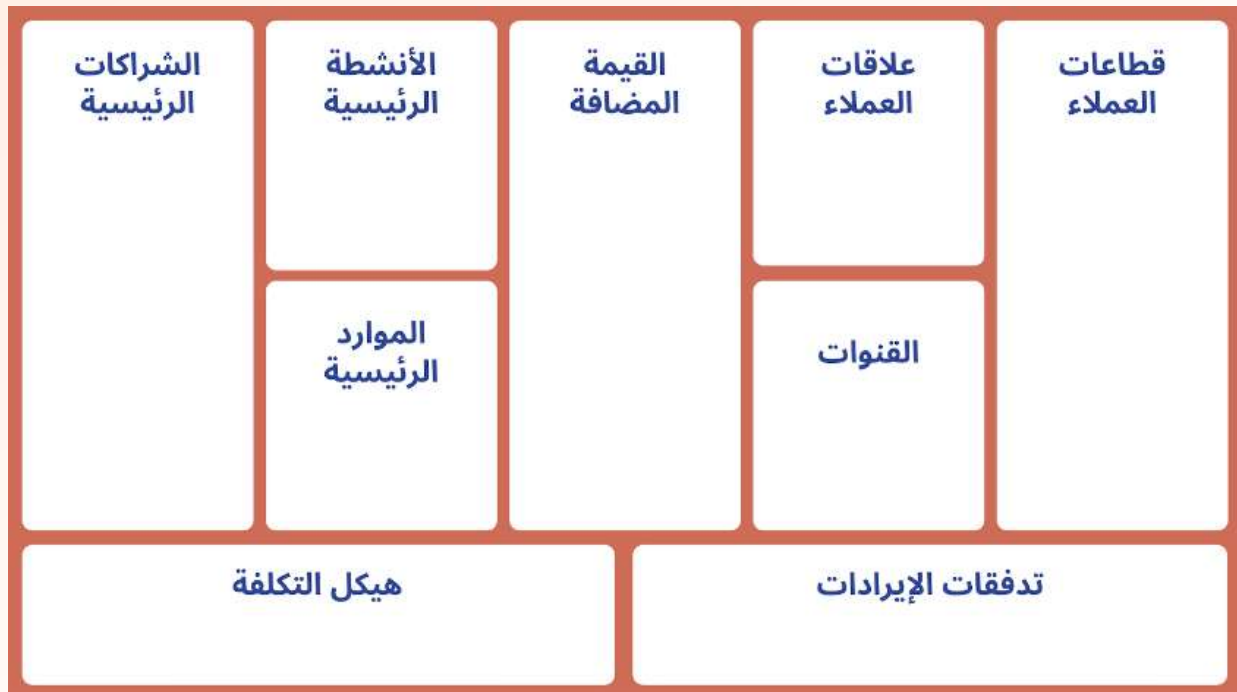 قطاعات
العملاء
علاقات
العملاء
القنوات
القيمة
المضافة
الأنشطة
الرئيسية
الموارد
الرئيسية
الشراكات
الرئيسية
تدفقات الإيرادات
هيكل التكلفة